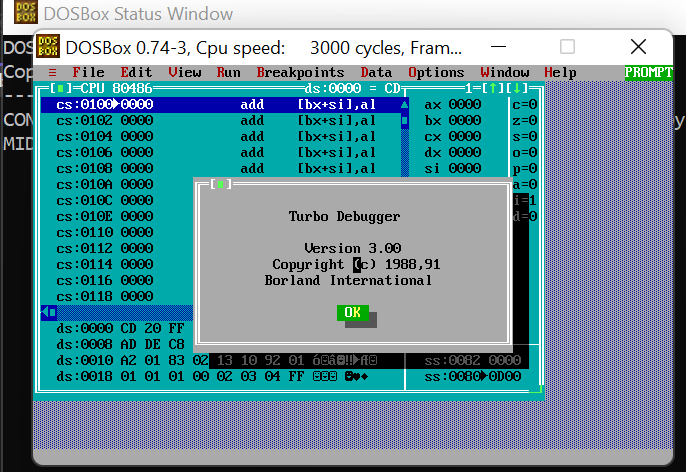 DOSBox Status Window
DOSBox 0.74-3, Cpu speed: 3000 cycles, Fram...
≡ File Edit View Run Breakpoints Data Options Window Help PROMPT
[■]=CPU 80486 ds:0000 = CD 1=[↑][↓]
cs:0100▶0000 add [bx+si],al ax 0000 c=0
cs:0102 0000 add [bx+si],al bx 0000 z=0
cs:0104 0000 add [bx+si],al cx 0000 s=0
cs:0106 0000 add [bx+si],al dx 0000 o=0
cs:0108 0000 add [bx+si],al si 0000 p=0
cs:010A 0000 a=0
cs:010C 0000 i=1
cs:010E 0000 d=0
cs:0110 0000
cs:0112 0000
cs:0114 0000
cs:0116 0000
cs:0118 0000
[■]
Turbo Debugger
Version 3.00
Copyright (c) 1988,91
Borland International
OK
ds:0000 CD 20 FF
ds:0008 AD DE C8
ds:0010 A2 01 83 02 13 10 92 01 ss:0082 0000
ds:0018 01 01 01 00 02 03 04 FF ☺☺☺ ☻♥♦ ss:0080▶0D00
DOS
Cop
---
CON
MID
y